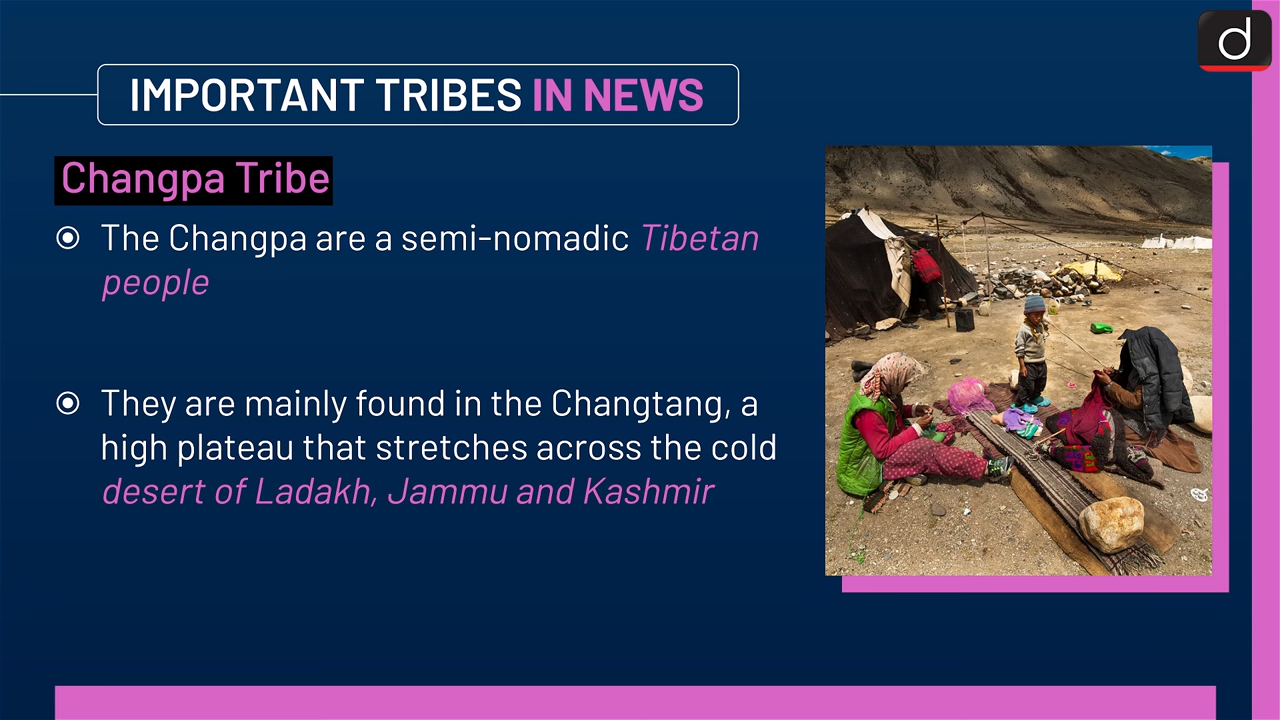 d
IMPORTANT TRIBES IN NEWS
Changpa Tribe
The Changpa are a semi-nomadic Tibetan
people
They are mainly found in the Changtang, a
high plateau that stretches across the cold
desert of Ladakh, Jammu and Kashmir